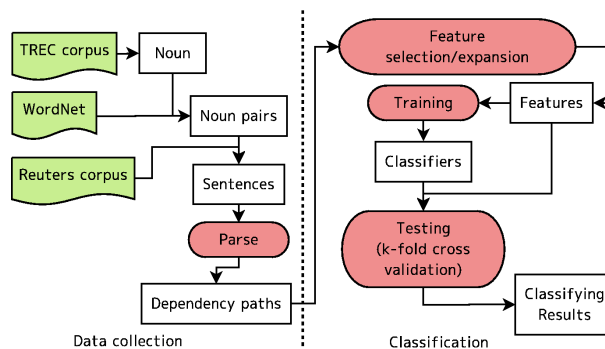 TREC corpus
Noun
WordNet
Noun pairs
Reuters corpus
Sentences
Parse
Dependency paths
Data collection
Feature
selection/expansion
Training
Features
Classifiers
Testing
(k-fold cross
validation)
Classifying
Results
Classification